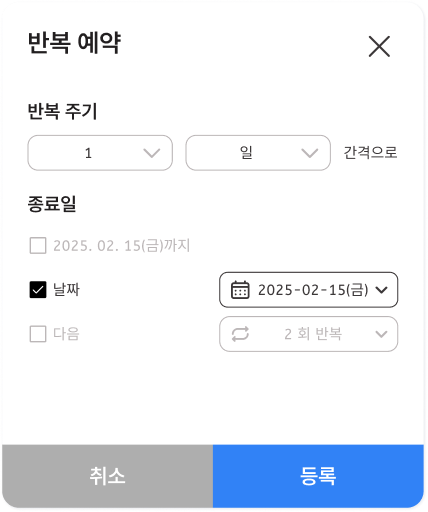 반복 예약
반복 주기
1 일 간격으로
종료일
2025. 02. 15(금)까지
날짜 2025-02-15(금)
다음 2 회 반복
취소 등록